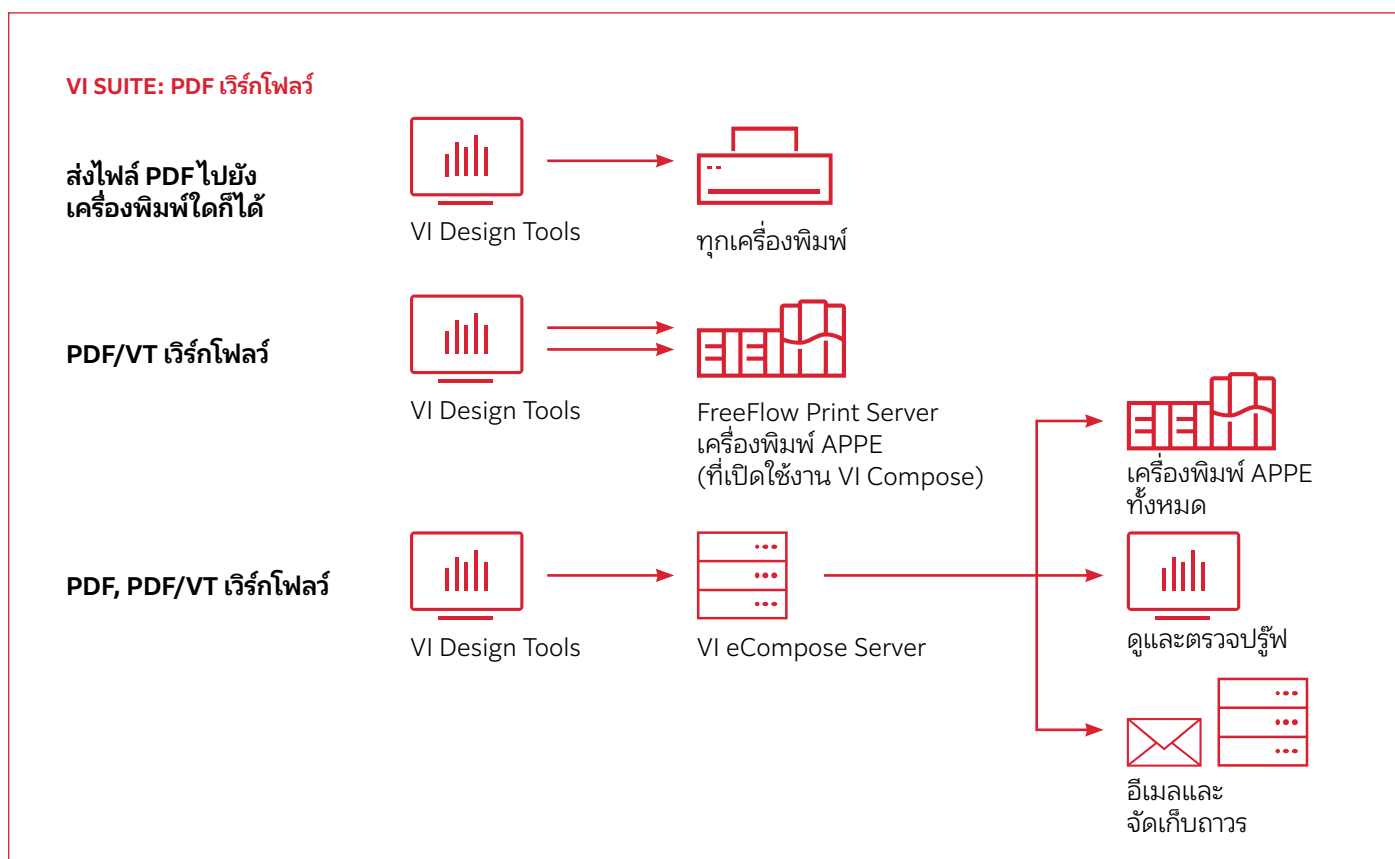 VI SUITE: PDF เวิร์กโฟลว์
ส่งไฟล์ PDF ไปยัง
เครื่องพิมพ์ใดก็ได้
VI Design Tools
ทุกเครื่องพิมพ์
PDF/VT เวิร์กโฟลว์
VI Design Tools
FreeFlow Print Server
เครื่องพิมพ์ APPE
(ที่เปิดใช้งาน VI Compose)
เครื่องพิมพ์ APPE
ทั้งหมด
PDF, PDF/VT เวิร์กโฟลว์
VI Design Tools
VI eCompose Server
ดูและตรวจปรู๊ฟ
อีเมลและ
จัดเก็บถาวร